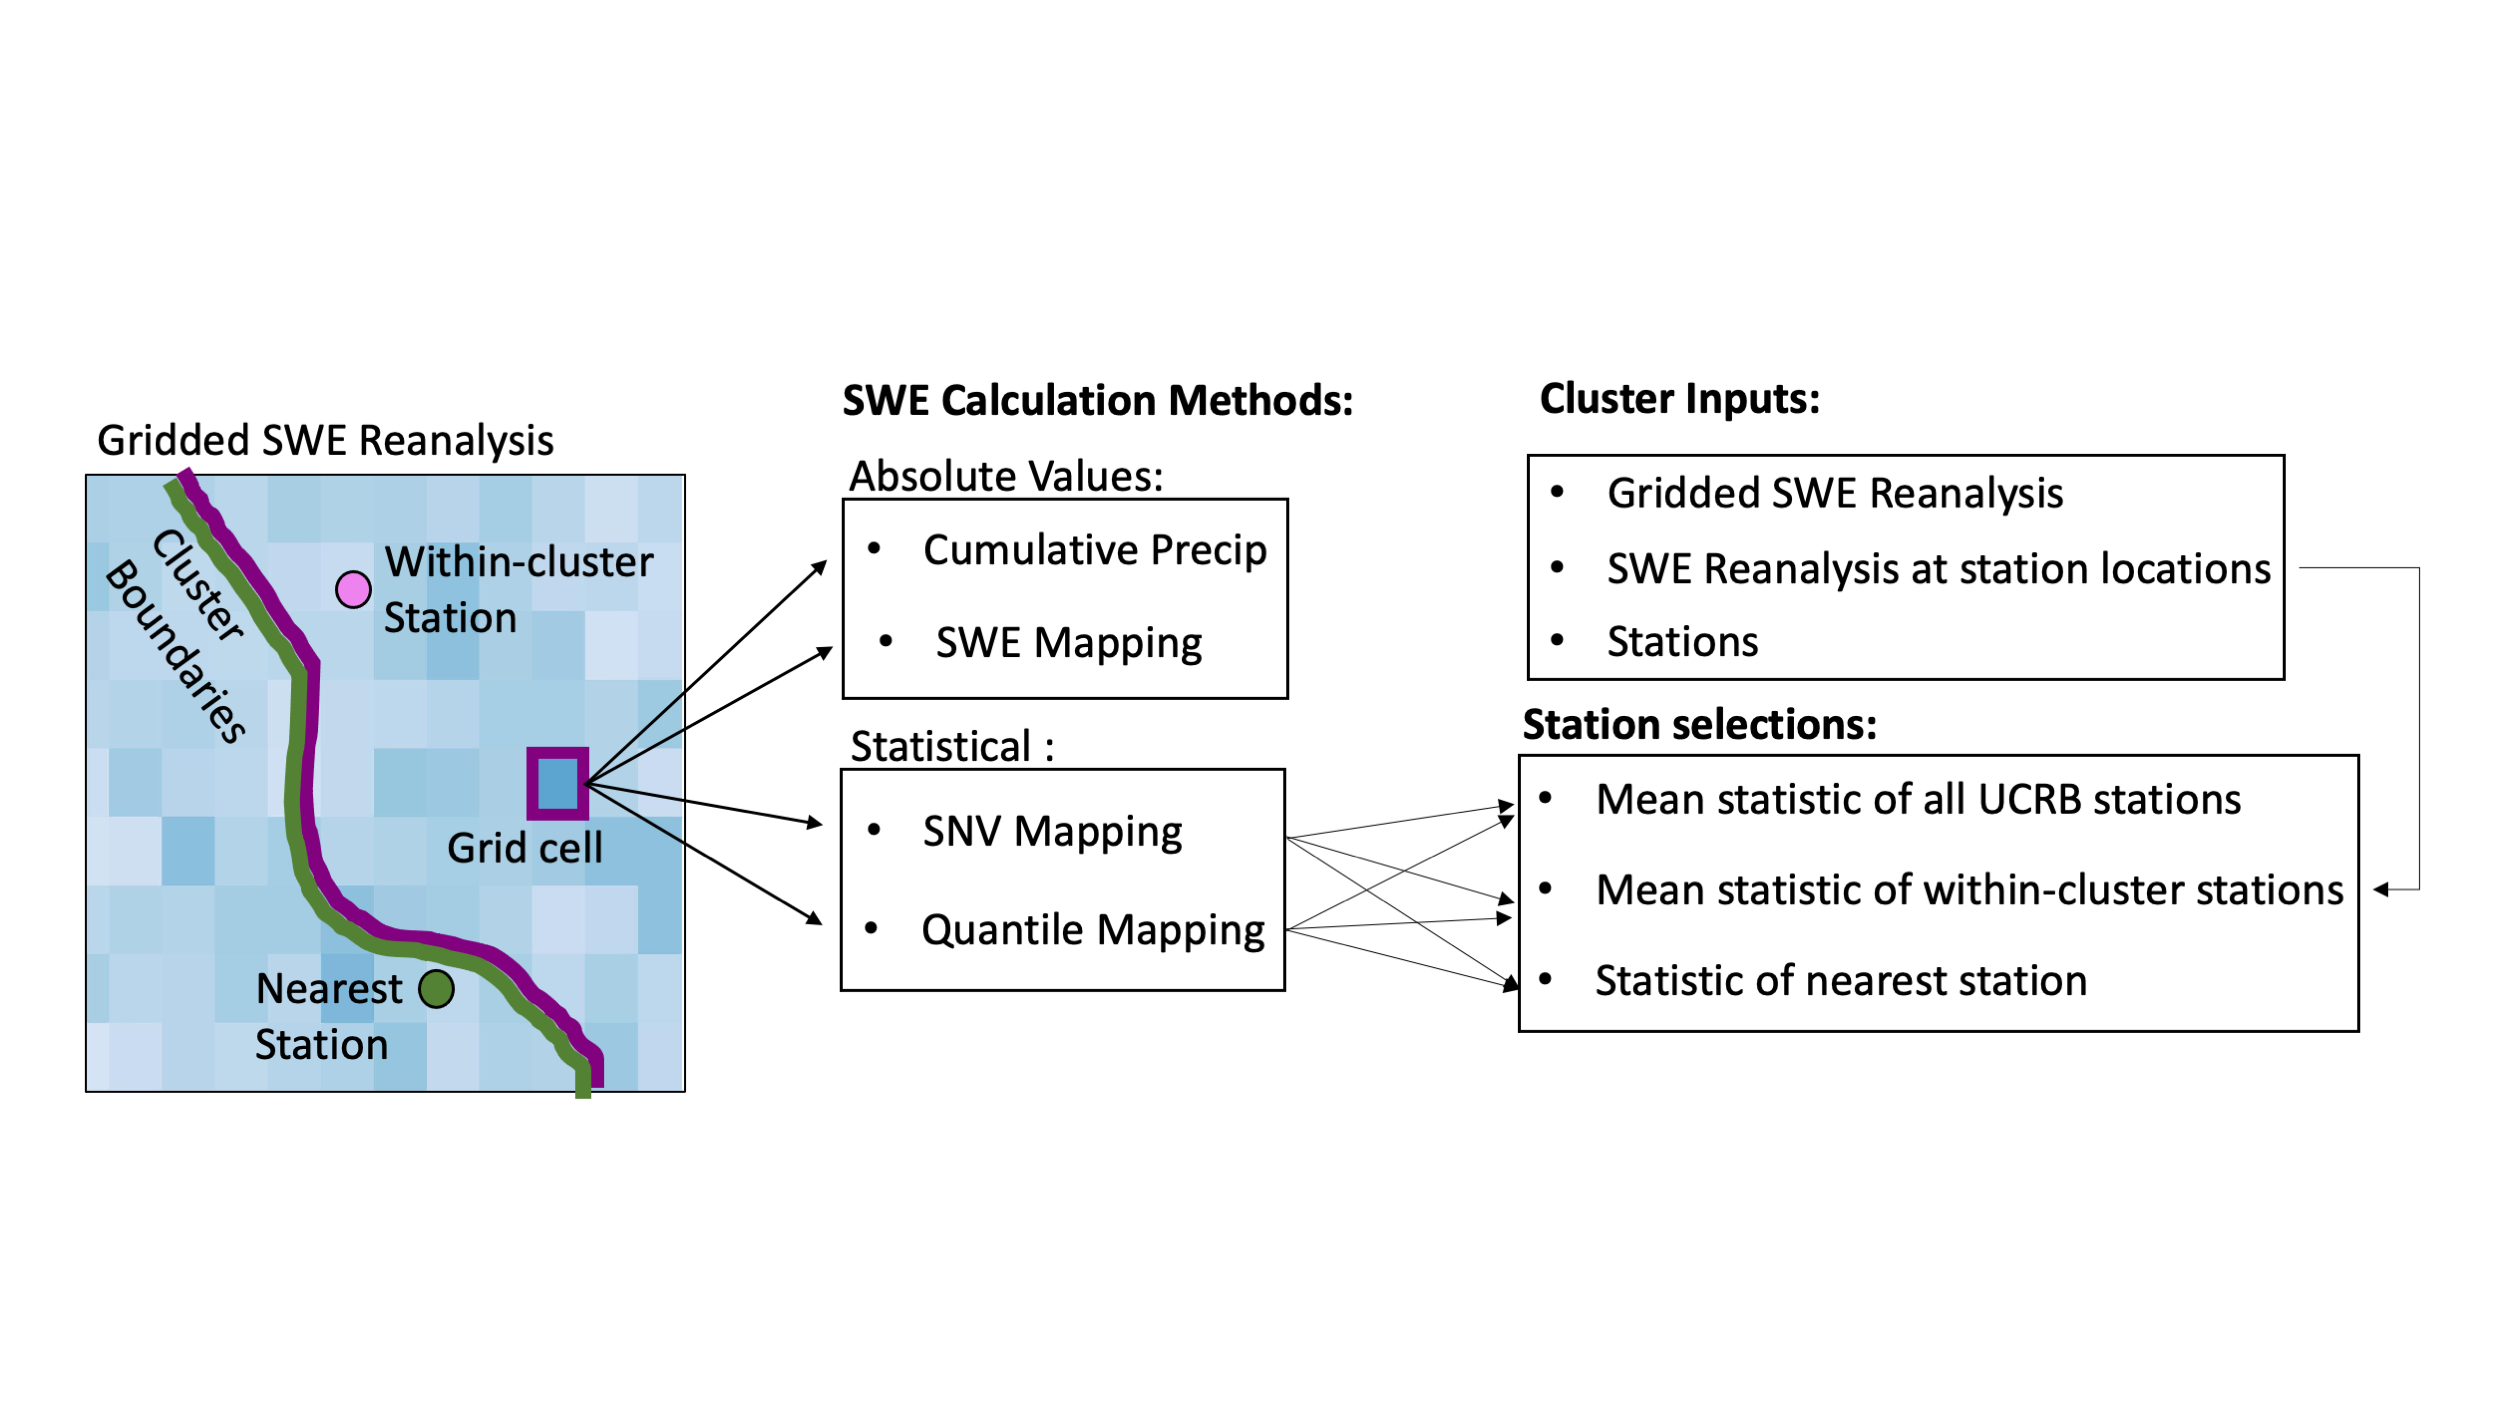 Gridded SWE Reanalysis
Cluster
Boundaries
Within-cluster
Station
Grid cell
Nearest
Station
SWE Calculation Methods:
Absolute Values:
• Cumulative Precip
• SWE Mapping
Statistical :
• SNV Mapping
• Quantile Mapping
Cluster Inputs:
• Gridded SWE Reanalysis
• SWE Reanalysis at station locations
• Stations
Station selections:
• Mean statistic of all UCRB stations
• Mean statistic of within-cluster stations
• Statistic of nearest station